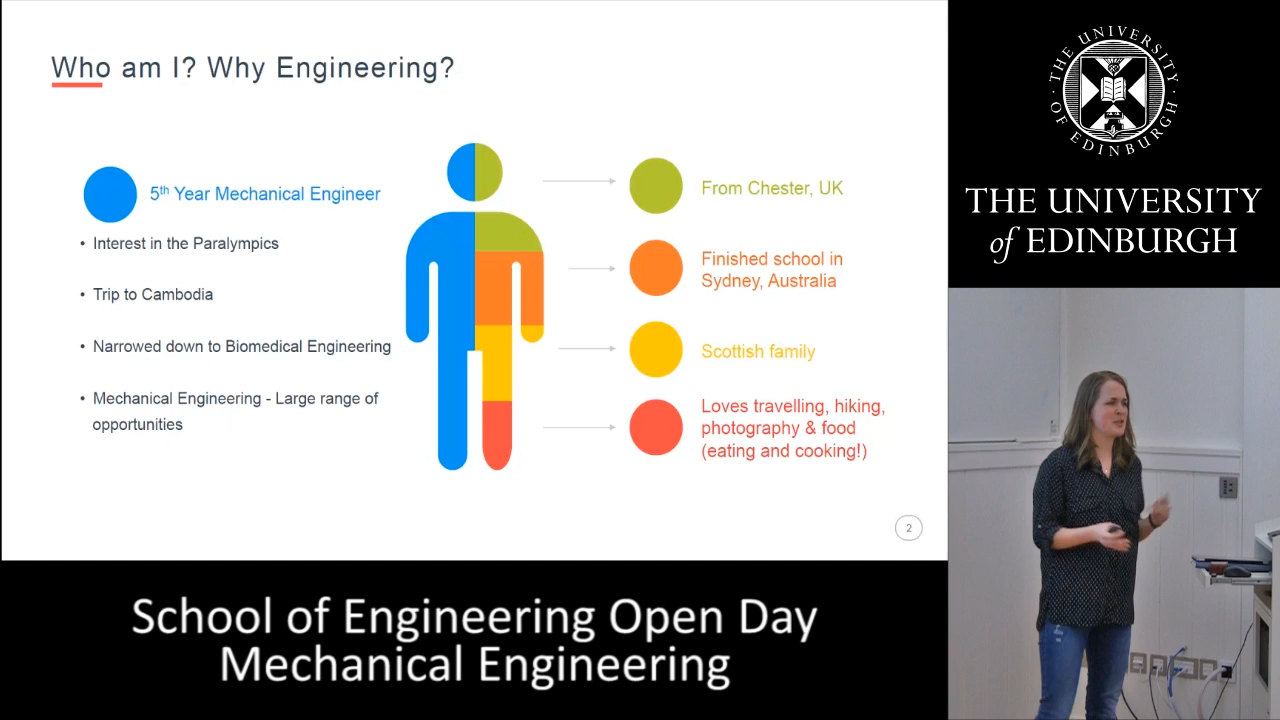 Who am I? Why Engineering?
5th Year Mechanical Engineer
• Interest in the Paralympics
• Trip to Cambodia
• Narrowed down to Biomedical Engineering
• Mechanical Engineering - Large range of
opportunities
From Chester, UK
Finished school in
Sydney, Australia
Scottish family
Loves travelling, hiking,
photography & food
(eating and cooking!)
2
School of Engineering Open Day
Mechanical Engineering
THE UNIVERSITY OF EDINBURGH
THE UNIVERSITY
of EDINBURGH